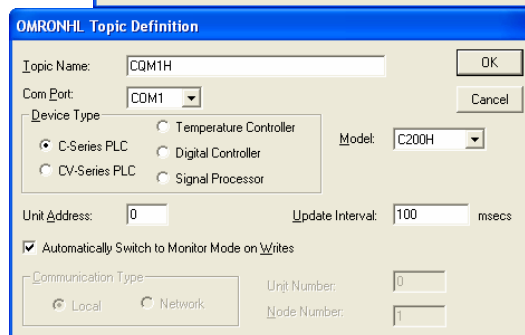 OMRONHL Topic Definition
Topic Name: CQM1H OK
Com Port: COM1 Cancel
Device Type
Temperature Controller
C-Series PLC Digital Controller Model: C200H
CV-Series PLC Signal Processor
Unit Address: 0 Update Interval: 100 msecs
Automatically Switch to Monitor Mode on Writes
Communication Type
Local Network Unit Number: 0
Node Number: 1